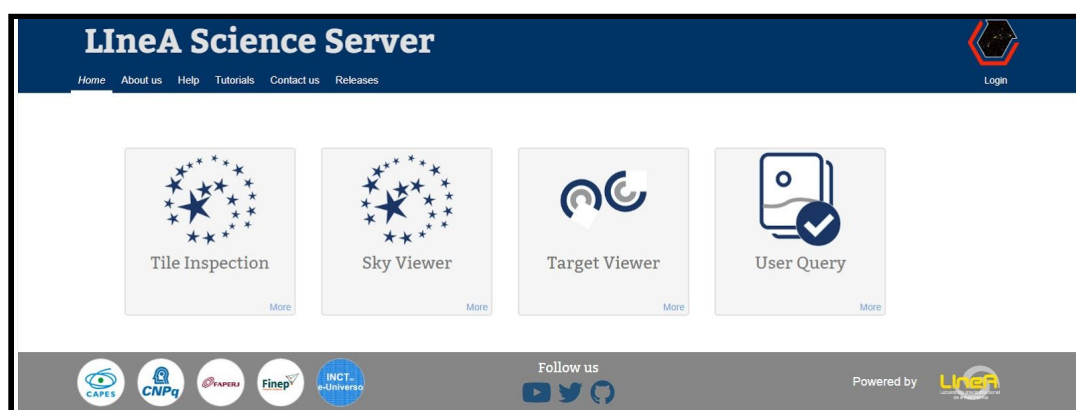 LIneA Science Server
Home About us Help Tutorials Contact us Releases
Login
Tile Inspection
More
Sky Viewer
More
Target Viewer
More
User Query
More
CAPES
CNPq
FAPERJ
Finep
INCT
e-Universo
Follow us
Powered by
LIneA